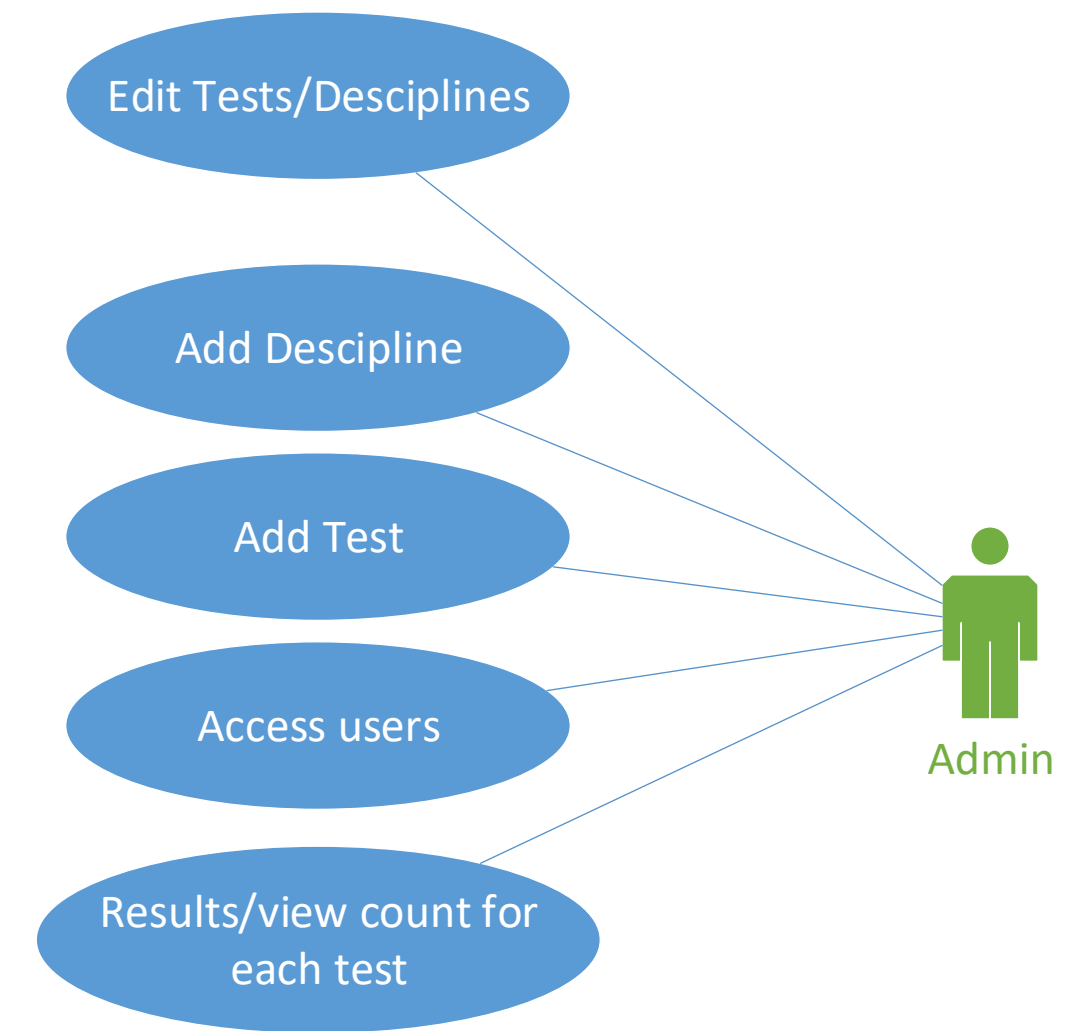 Edit Tests/Desciplines
Add Descipline
Add Test
Access users
Admin
Results/view count for
each test